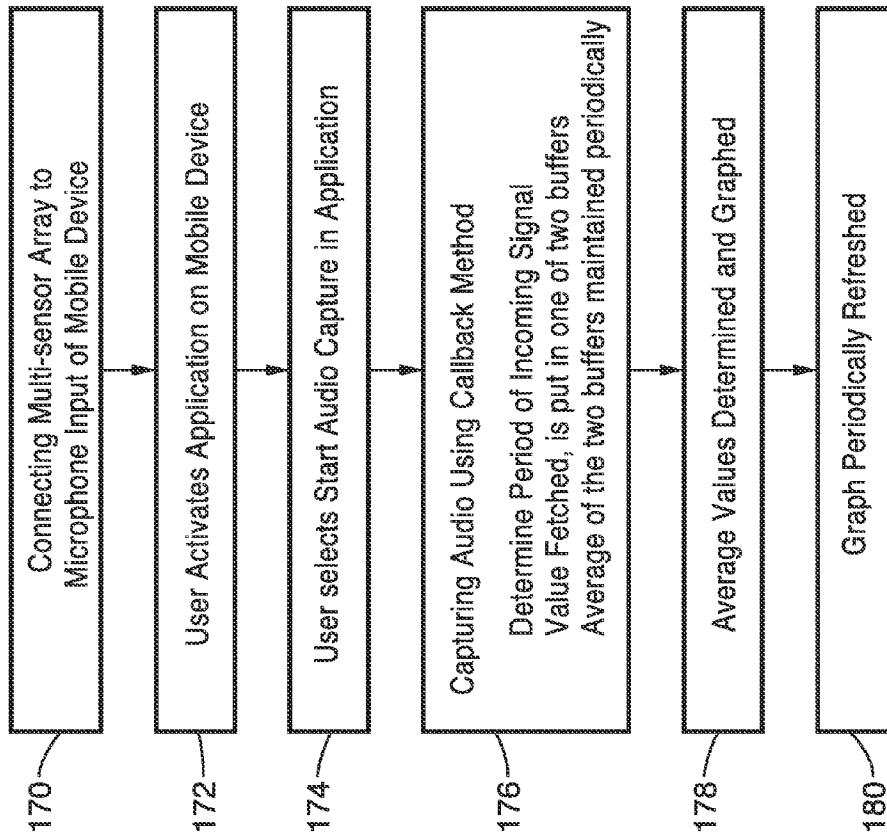 170
Connecting Multi-sensor Array to
Microphone Input of Mobile Device
172
User Activates Application on Mobile Device
174
User selects Start Audio Capture in Application
176
Capturing Audio Using Callback Method
Determine Period of Incoming Signal
Value Fetched, is put in one of two buffers
Average of the two buffers maintained periodically
178
Average Values Determined and Graphed
180
Graph Periodically Refreshed